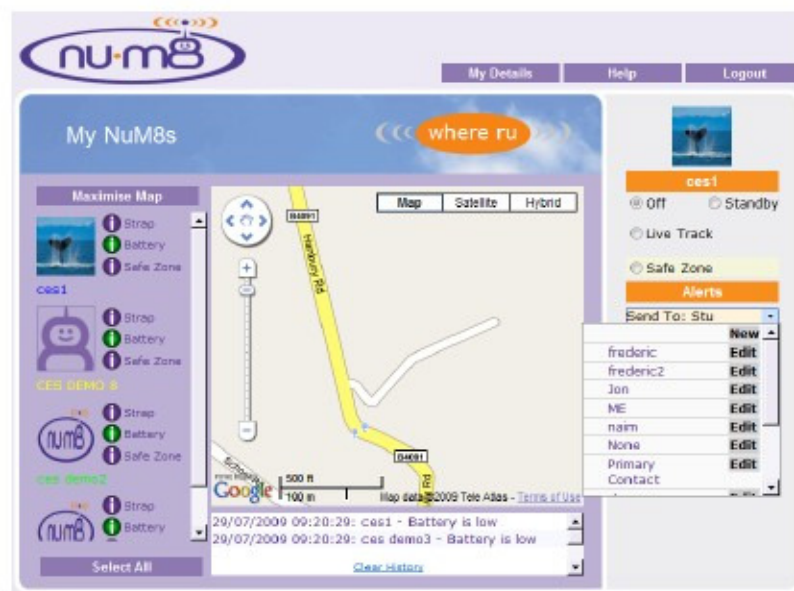 nu·m8
My Details Help Logout
My NuM8s
where ru
Maximise Map
Strap
Battery
Safe Zone
ces1
Strap
Battery
Safe Zone
CES DEMO 8
num8
Strap
Battery
Safe Zone
ces demo2
num8
Strap
Battery
Select All
Map Satellite Hybrid
B4091
Hanbury Rd
B4091
Rd
Google
500 ft
100 m
Map data ©2009 Tele Atlas - Terms of Use
29/07/2009 09:20:29: ces1 - Battery is low
29/07/2009 09:20:29: ces demo3 - Battery is low
Clear History
ces1
Off Standby
Live Track
Safe Zone
Alerts
Send To: Stu
New
frederic Edit
frederic2 Edit
Jon Edit
ME Edit
naim Edit
None Edit
Primary Edit
Contact